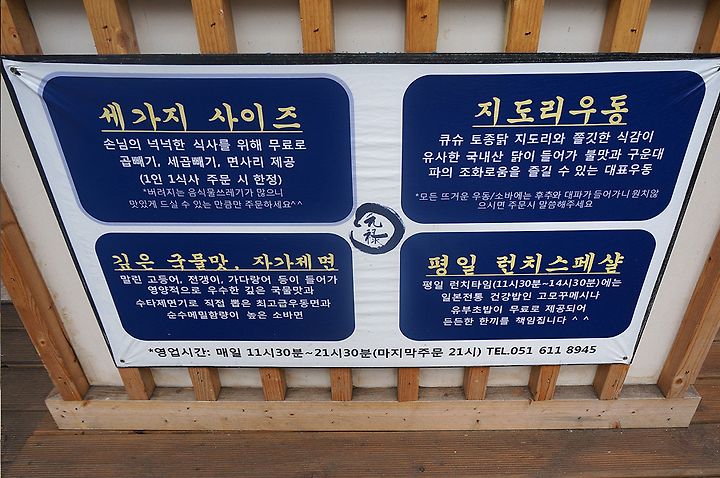 세가지 사이즈
손님의 넉넉한 식사를 위해 무료로
곱빼기, 세곱빼기, 면사리 제공
(1인 1식사 주문 시 한정)
*버려지는 음식물쓰레기가 많으니
맛있게 드실 수 있는 만큼만 주문하세요^^
지도리우동
큐슈 토종닭 지도리와 쫄깃한 식감이
유사한 국내산 닭이 들어가 불맛과 구운대
파의 조화로움을 즐길 수 있는 대표우동
*모든 뜨거운 우동/소바에는 후추와 대파가들어가니원치않
으시면 주문시 말씀해주세요
元禄
깊은 국물맛, 자가제면
말린 고등어, 전갱이, 가다랑어 등이 들어가
영양적으로 우수한 깊은 국물맛과
수타제면기로 직접 뽑은 최고급우동면과
순수메밀함량이 높은 소바면
평일 런치스페샬
평일 런치타임(11시30분~14시30분)에는
일본전통 건강밥인 고모꾸메시나
유부초밥이 무료로 제공되어
든든한 한끼를 책임집니다 ^ ^
*영업시간: 매일 11시30분~21시30분(마지막주문 21시) TEL.051 611 8945